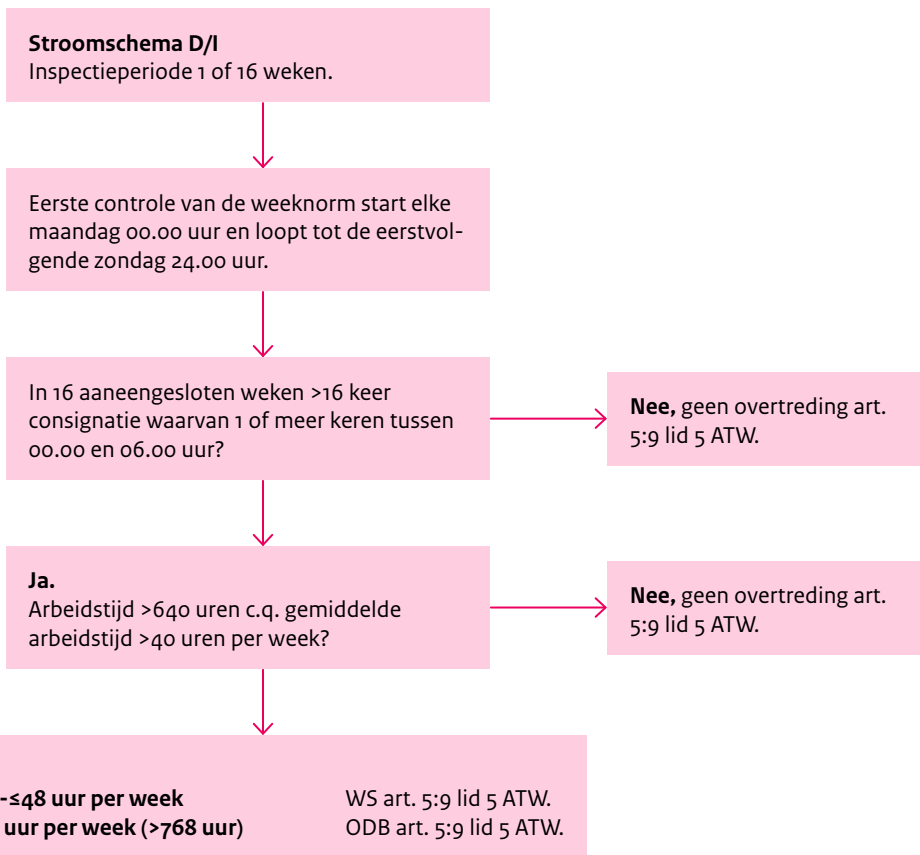 Stroomschema D/I
Inspectieperiode 1 of 16 weken.
Eerste controle van de weeknorm start elke
maandag 00.00 uur en loopt tot de eerstvol-
gende zondag 24.00 uur.
In 16 aaneengesloten weken >16 keer
consignatie waarvan 1 of meer keren tussen
00.00 en 06.00 uur?
Nee, geen overtreding art.
5:9 lid 5 ATW.
Ja.
Arbeidstijd >640 uren c.q. gemiddelde
arbeidstijd >40 uren per week?
Nee, geen overtreding art.
5:9 lid 5 ATW.
-≤48 uur per week WS art. 5:9 lid 5 ATW.
uur per week (>768 uur) ODB art. 5:9 lid 5 ATW.